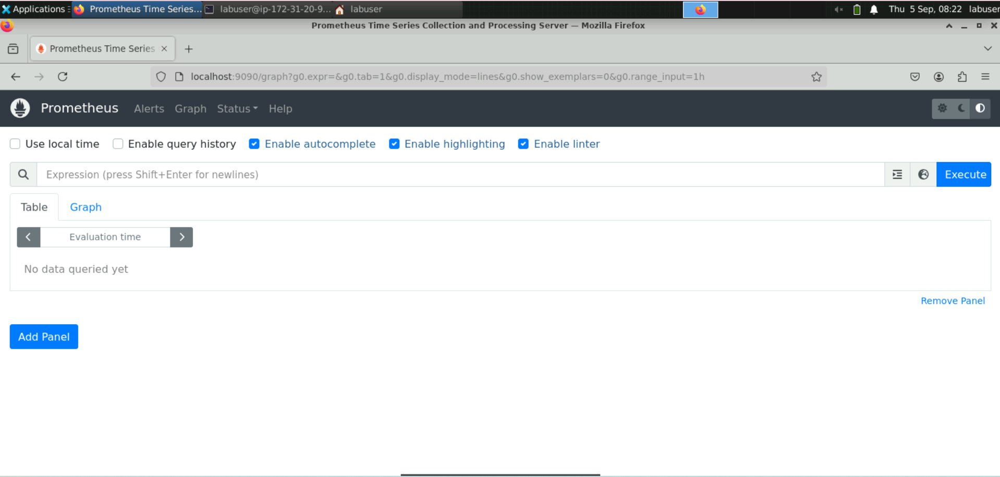 Applications
Prometheus Time Series...
labuser@ip-172-31-20-9...
labuser
Thu 5 Sep, 08:22 labuser
Prometheus Time Series Collection and Processing Server — Mozilla Firefox
Prometheus Time Series
localhost:9090/graph?g0.expr=&g0.tab=1&g0.display_mode=lines&g0.show_exemplars=0&g0.range_input=1h
Prometheus Alerts Graph Status Help
Use local time Enable query history Enable autocomplete Enable highlighting Enable linter
Expression (press Shift+Enter for newlines) Execute
Table Graph
Evaluation time
No data queried yet
Remove Panel
Add Panel